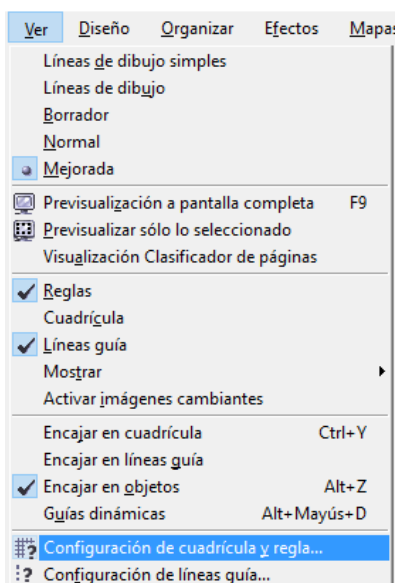 Ver Diseño Organizar Efectos Mapas
Líneas de dibujo simples
Líneas de dibujo
Borrador
Normal
Mejorada
Previsualización a pantalla completa F9
Previsualizar sólo lo seleccionado
Visualización Clasificador de páginas
Reglas
Cuadrícula
Líneas guía
Mostrar
Activar imágenes cambiantes
Encajar en cuadrícula Ctrl+Y
Encajar en líneas guía
Encajar en objetos Alt+Z
Guías dinámicas Alt+Mayús+D
Configuración de cuadrícula y regla...
Configuración de líneas guía...